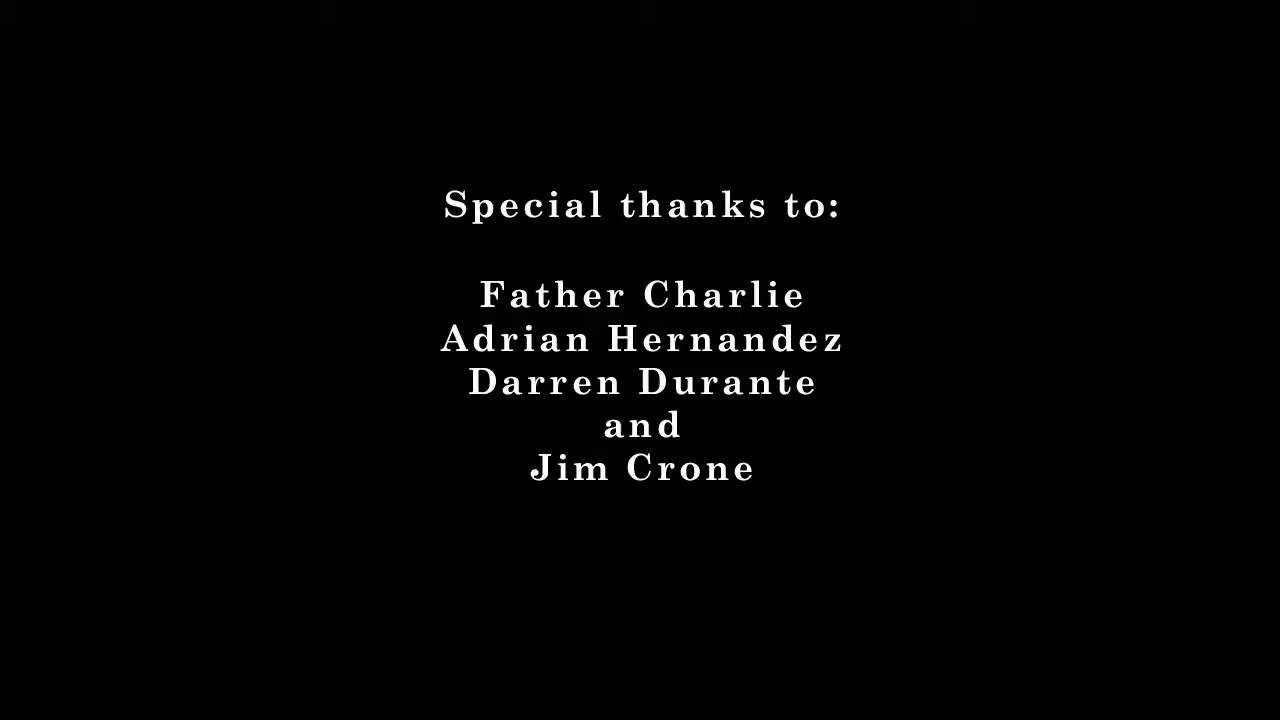 Special thanks to:
Father Charlie
Adrian Hernandez
Darren Durante
and
Jim Crone